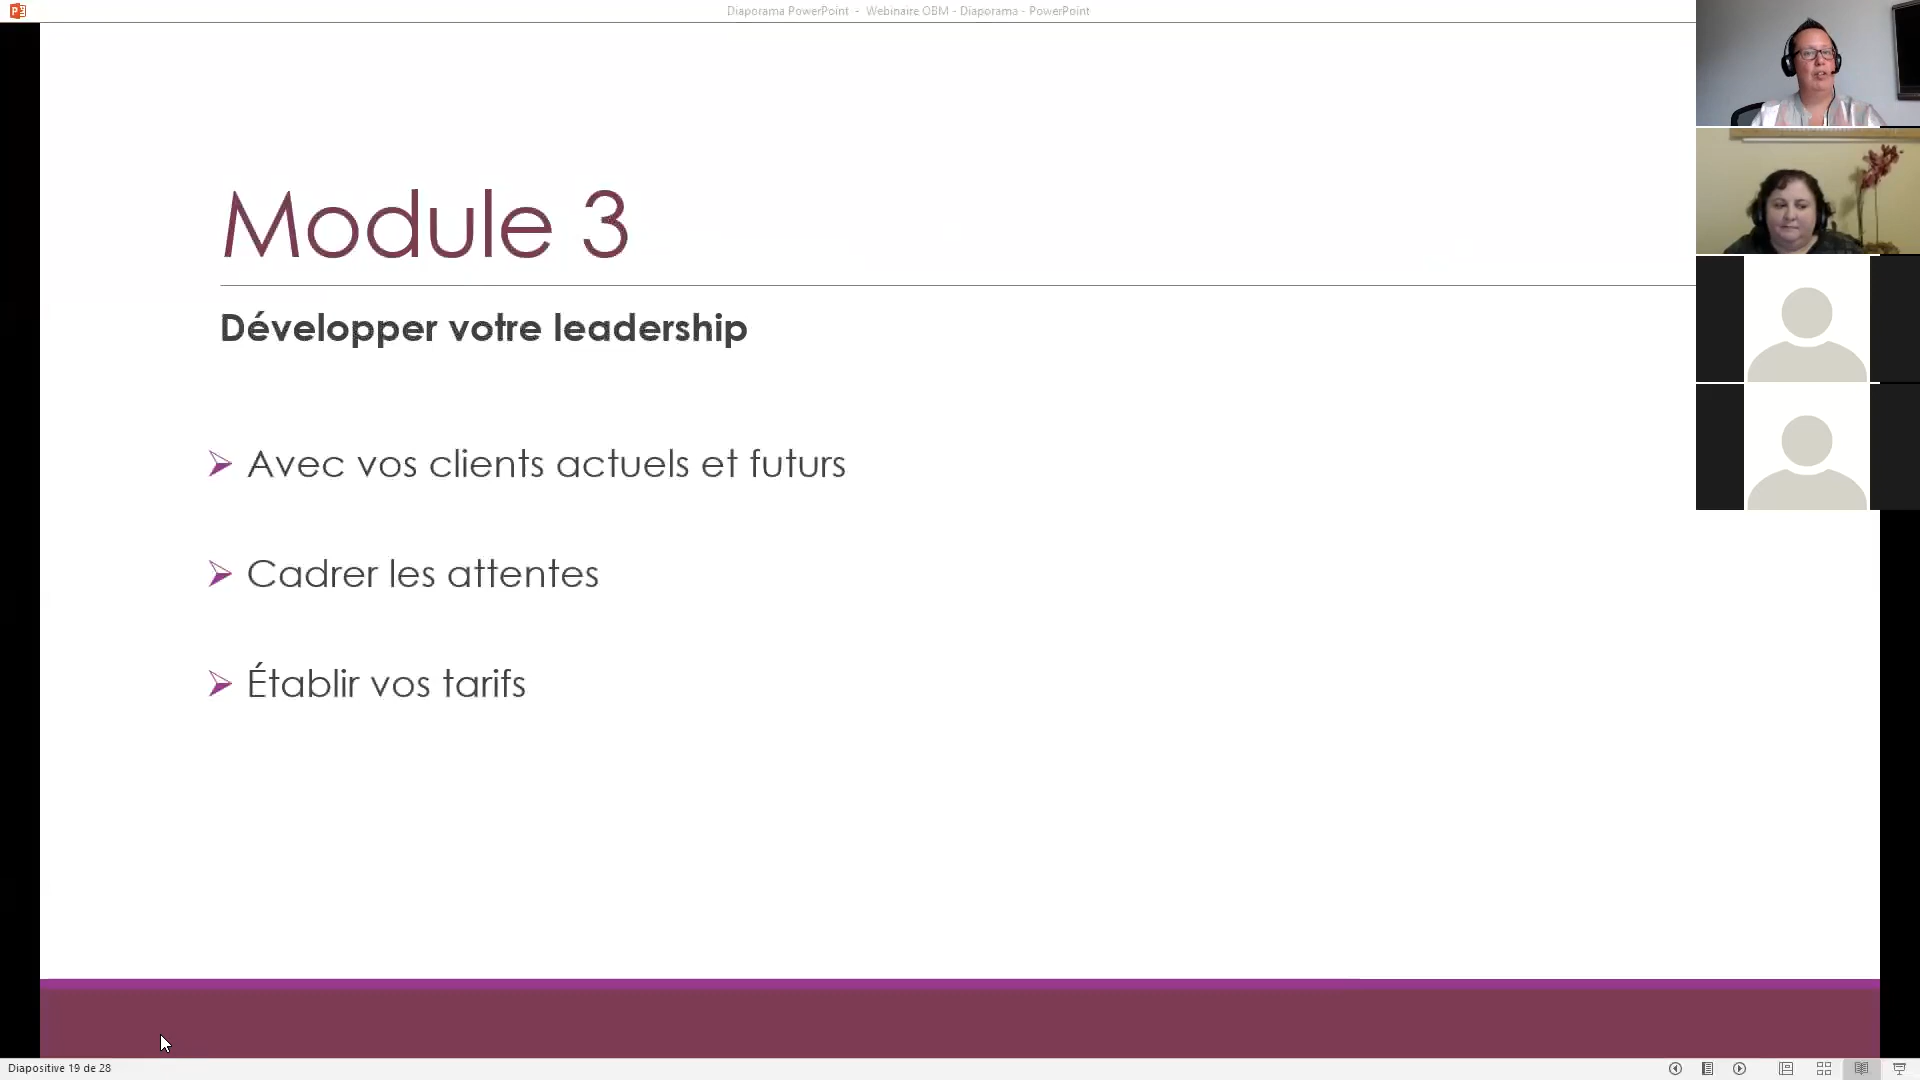 Diaporama PowerPoint - Webinaire OBM - Diaporama - PowerPoint
Module 3
Développer votre leadership
Avec vos clients actuels et futurs
Cadrer les attentes
Établir vos tarifs
Diapositive 19 de 28